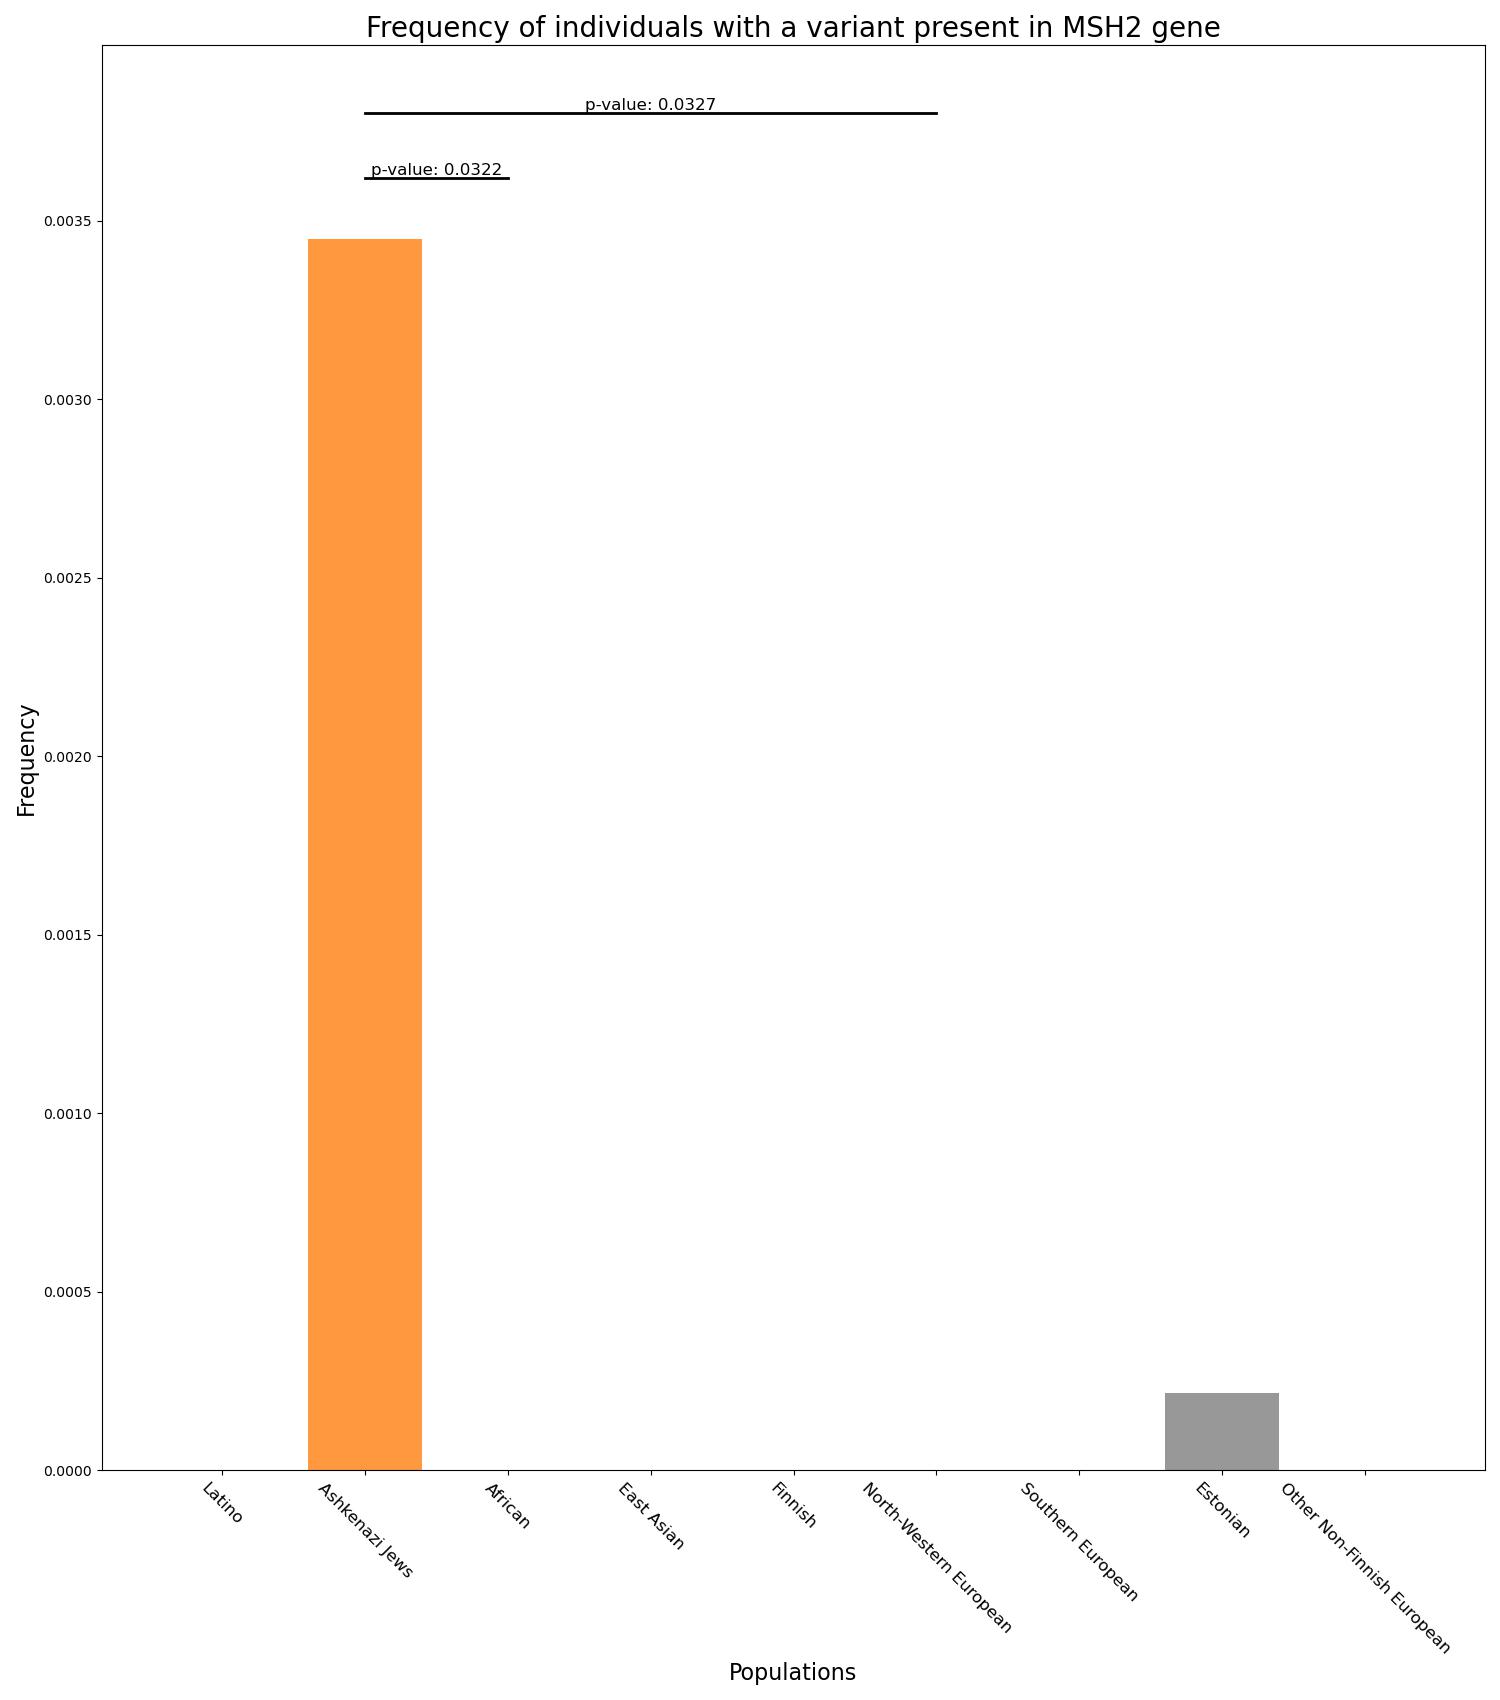 Frequency of individuals with a variant present in MSH2 gene
p-value: 0.0327
p-value: 0.0322
0.0035
0.0030
0.0025
0.0020
0.0015
0.0010
0.0005
0.0000
Frequency
Latino
Ashkenazi Jews
African
East Asian
Finnish
North-Western European
Southern European
Estonian
Other Non-Finnish European
Populations